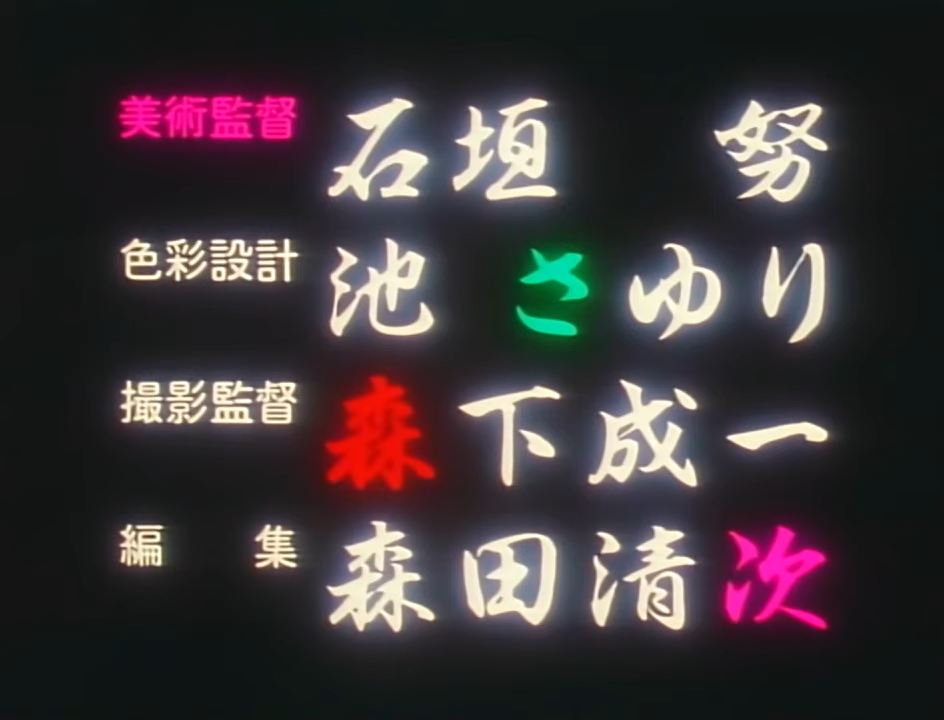 美術監督 石垣 努
色彩設計 池 さゆり
撮影監督 森下成一
編集 森田清次